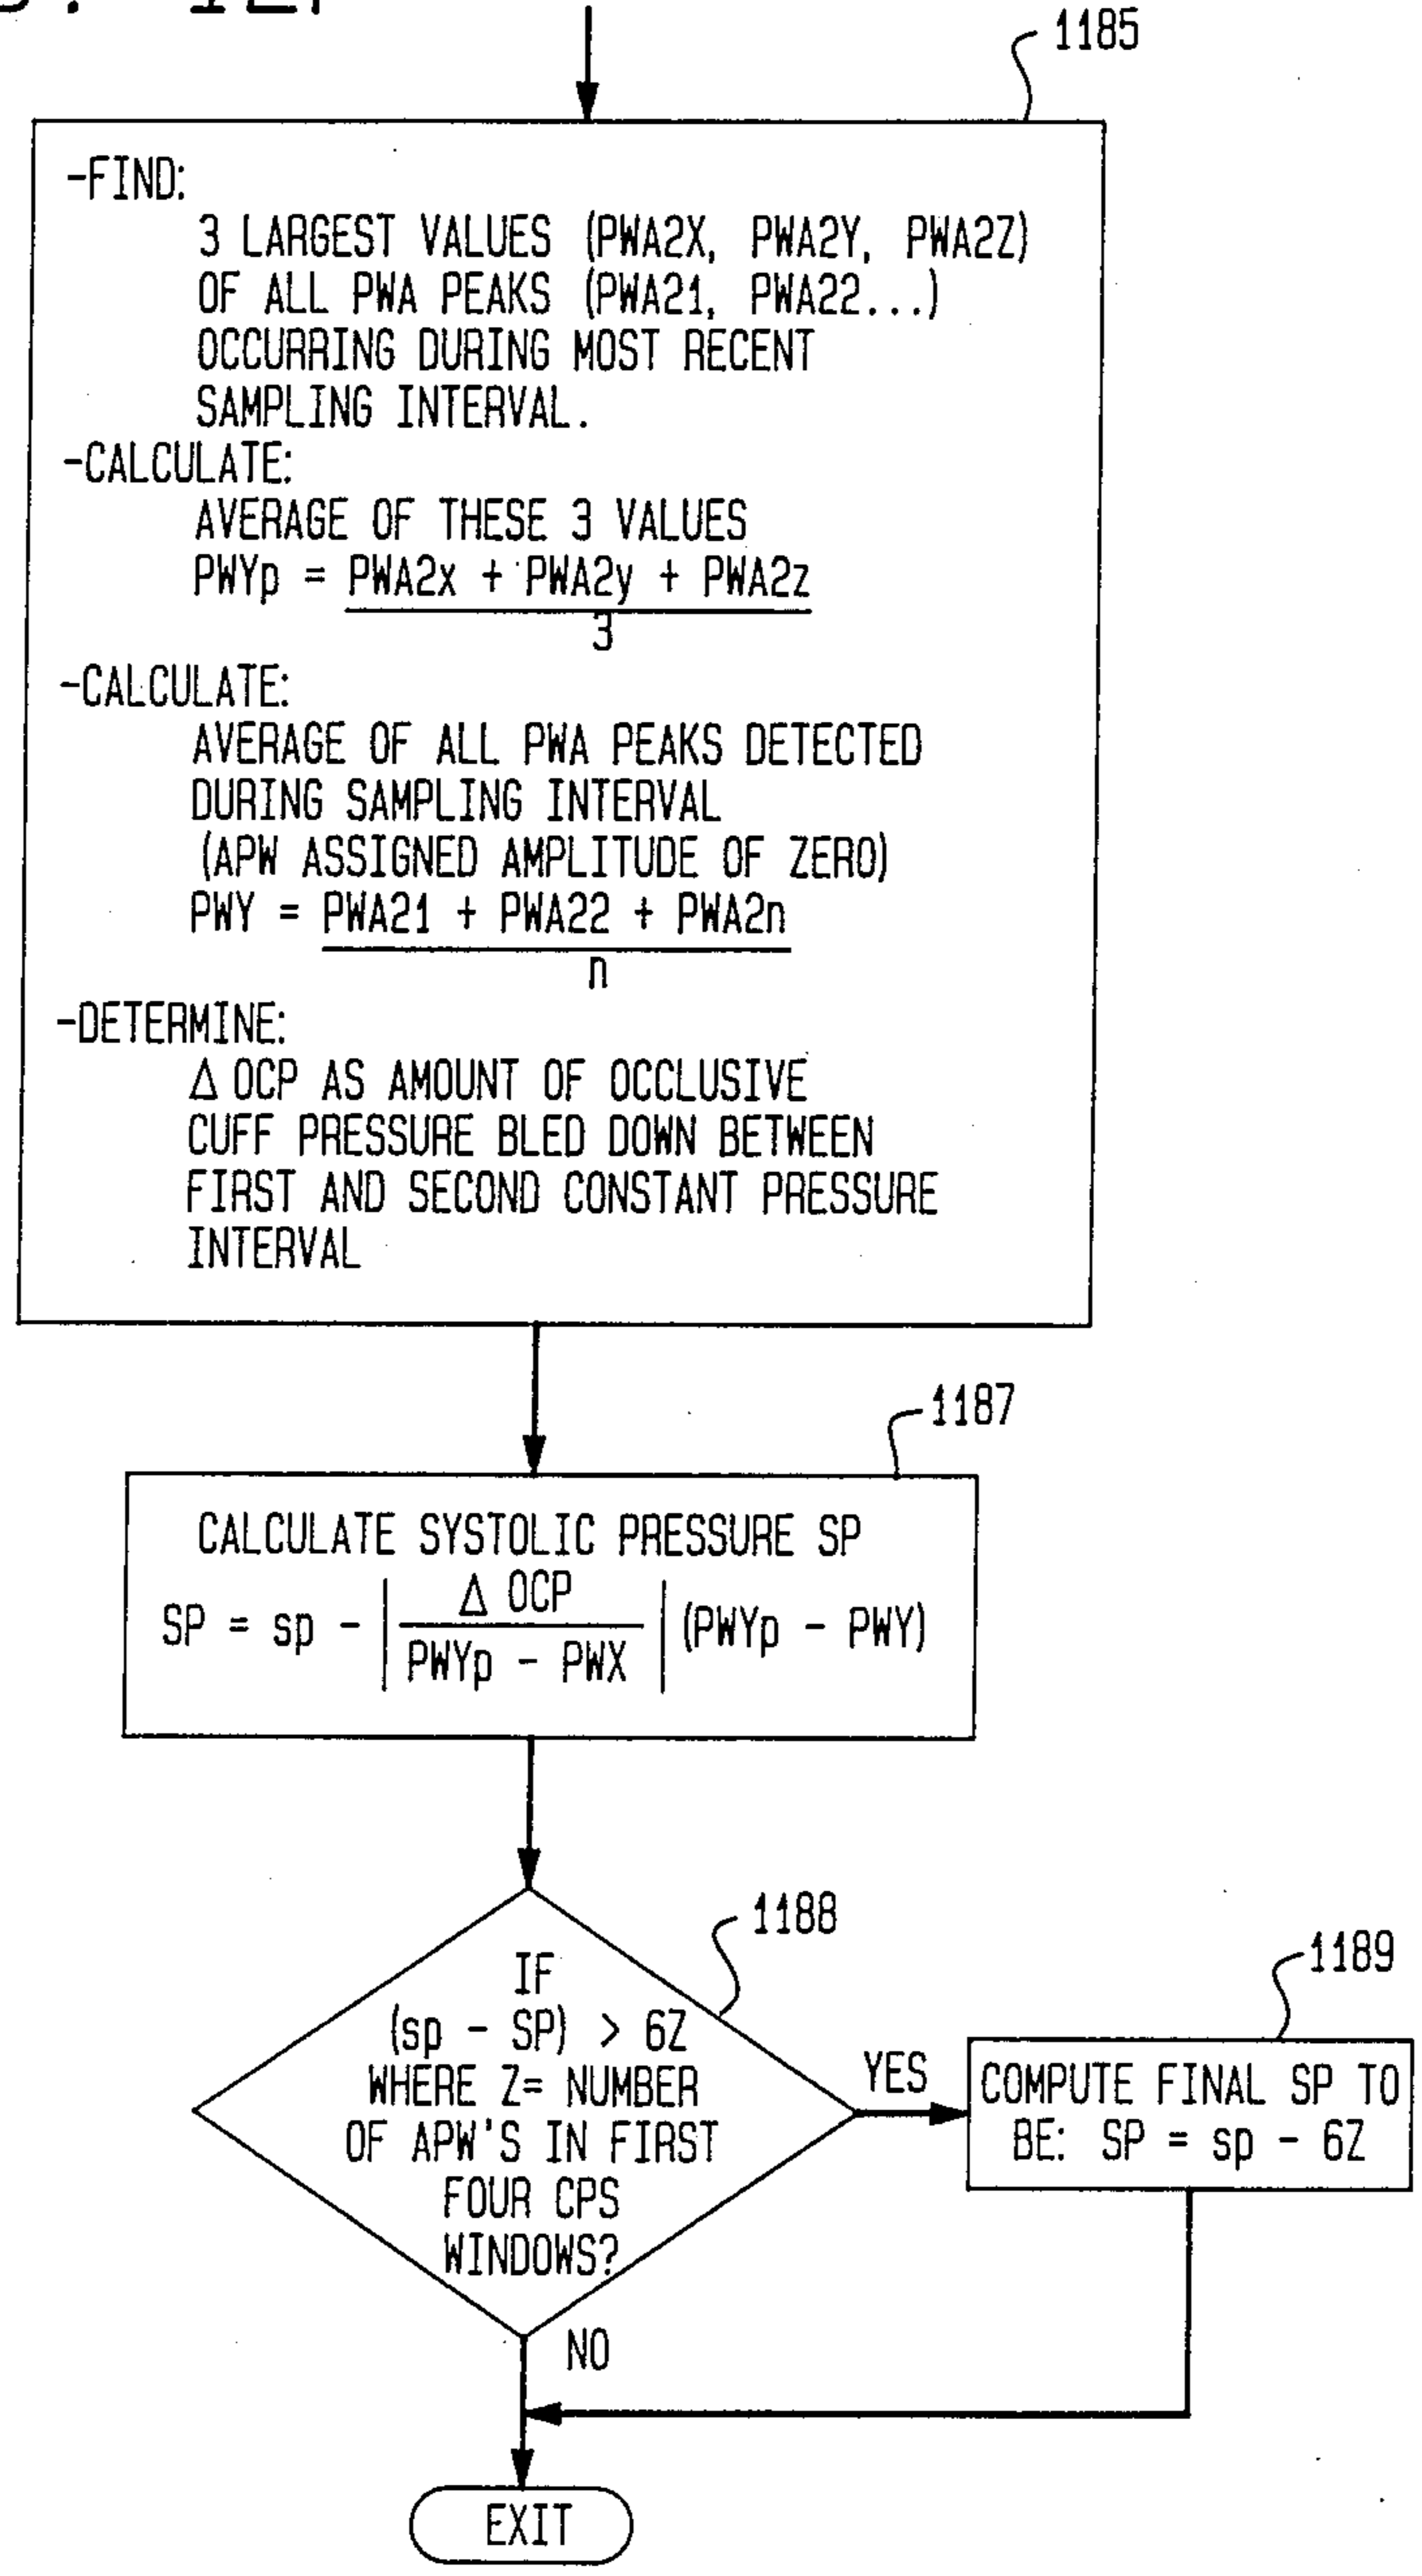 1185
-FIND:
3 LARGEST VALUES (PWA2X, PWA2Y, PWA2Z)
OF ALL PWA PEAKS (PWA21, PWA22...)
OCCURRING DURING MOST RECENT
SAMPLING INTERVAL.
-CALCULATE:
AVERAGE OF THESE 3 VALUES
PWYp = PWA2x + PWA2y + PWA2z
3
-CALCULATE:
AVERAGE OF ALL PWA PEAKS DETECTED
DURING SAMPLING INTERVAL
(APW ASSIGNED AMPLITUDE OF ZERO)
PWY = PWA21 + PWA22 + PWA2n
n
-DETERMINE:
Δ OCP AS AMOUNT OF OCCLUSIVE
CUFF PRESSURE BLED DOWN BETWEEN
FIRST AND SECOND CONSTANT PRESSURE
INTERVAL
1187
CALCULATE SYSTOLIC PRESSURE SP
Δ OCP
SP = sp - | | (PWYp - PWY)
PWYp - PWX
1188
IF
(sp - SP) > 6Z
WHERE Z= NUMBER
OF APW'S IN FIRST
FOUR CPS
WINDOWS?
YES
1189
COMPUTE FINAL SP TO
BE: SP = sp - 6Z
NO
EXIT